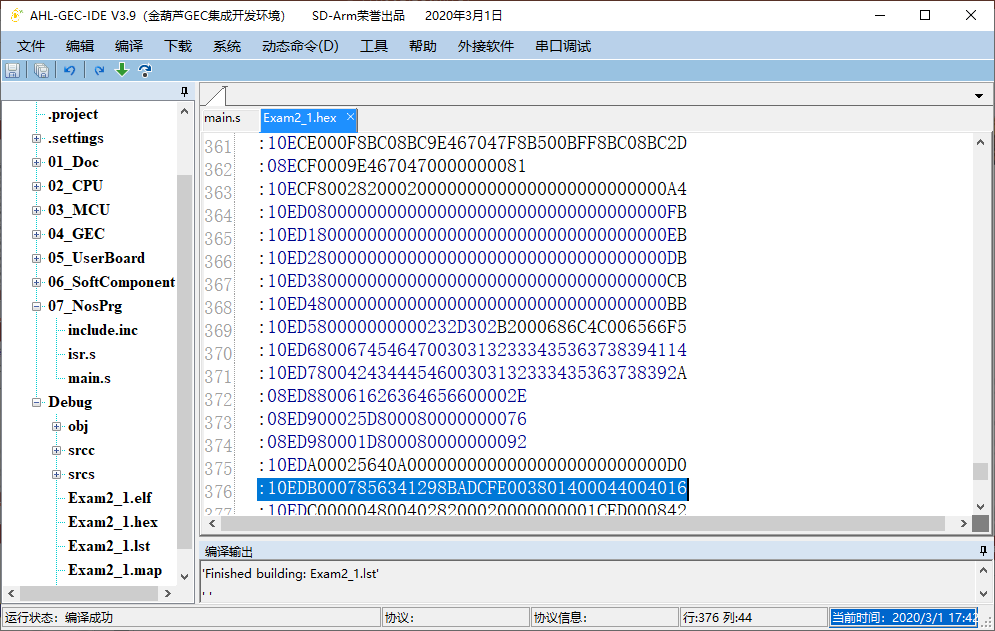 AHL-GEC-IDE V3.9（金葫芦GEC集成开发环境） SD-Arm荣誉出品 2020年3月1日
文件 编辑 编译 下载 系统 动态命令(D) 工具 帮助 外接软件 串口调试
.project
.settings
01_Doc
02_CPU
03_MCU
04_GEC
05_UserBoard
06_SoftComponent
07_NosPrg
include.inc
isr.s
main.s
Debug
obj
srcc
srcs
Exam2_1.elf
Exam2_1.hex
Exam2_1.lst
Exam2_1.map
main.s Exam2_1.hex
361 :10ECE000F8BC08BC9E467047F8B500BFF8BC08BC2D
362 :08ECF0009E4670470000000081
363 :10ECF80028200020000000000000000000000000A4
364 :10ED080000000000000000000000000000000000FB
365 :10ED180000000000000000000000000000000000EB
366 :10ED280000000000000000000000000000000000DB
367 :10ED380000000000000000000000000000000000CB
368 :10ED480000000000000000000000000000000000BB
369 :10ED580000000000232D302B2000686C4C006566F5
370 :10ED68006745464700303132333435363738394114
371 :10ED7800424344454600303132333435363738392A
372 :08ED880061626364656600002E
373 :08ED900025D800080000000076
374 :08ED980001D800080000000092
375 :10EDA00025640A00000000000000000000000000D0
376 :10EDB0007856341298BADCFE003801400044004016
377 :10EDC000004800402820002000000001CED000842
编译输出
'Finished building: Exam2_1.lst'
' '
运行状态：编译成功 协议： 协议信息： 行:376 列:44 当前时间：2020/3/1 17:42